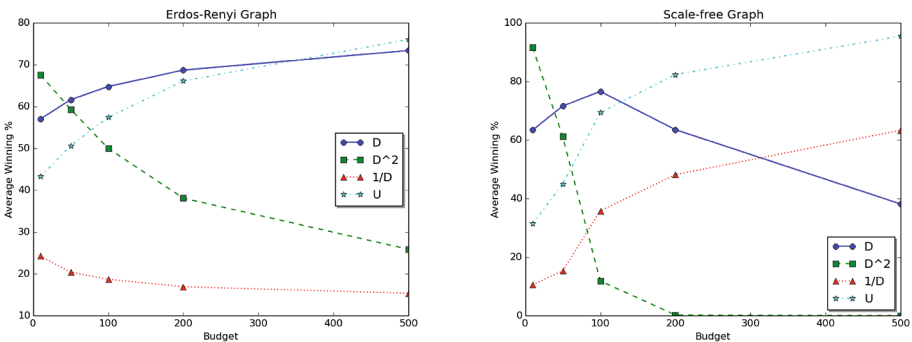 Erdos-Renyi Graph
80
70
60
50
40
30
20
10
Average Winning %
0
100
200
300
400
500
Budget
D
D^2
1/D
U
Scale-free Graph
100
80
60
40
20
0
Average Winning %
0
100
200
300
400
500
Budget
D
D^2
1/D
U